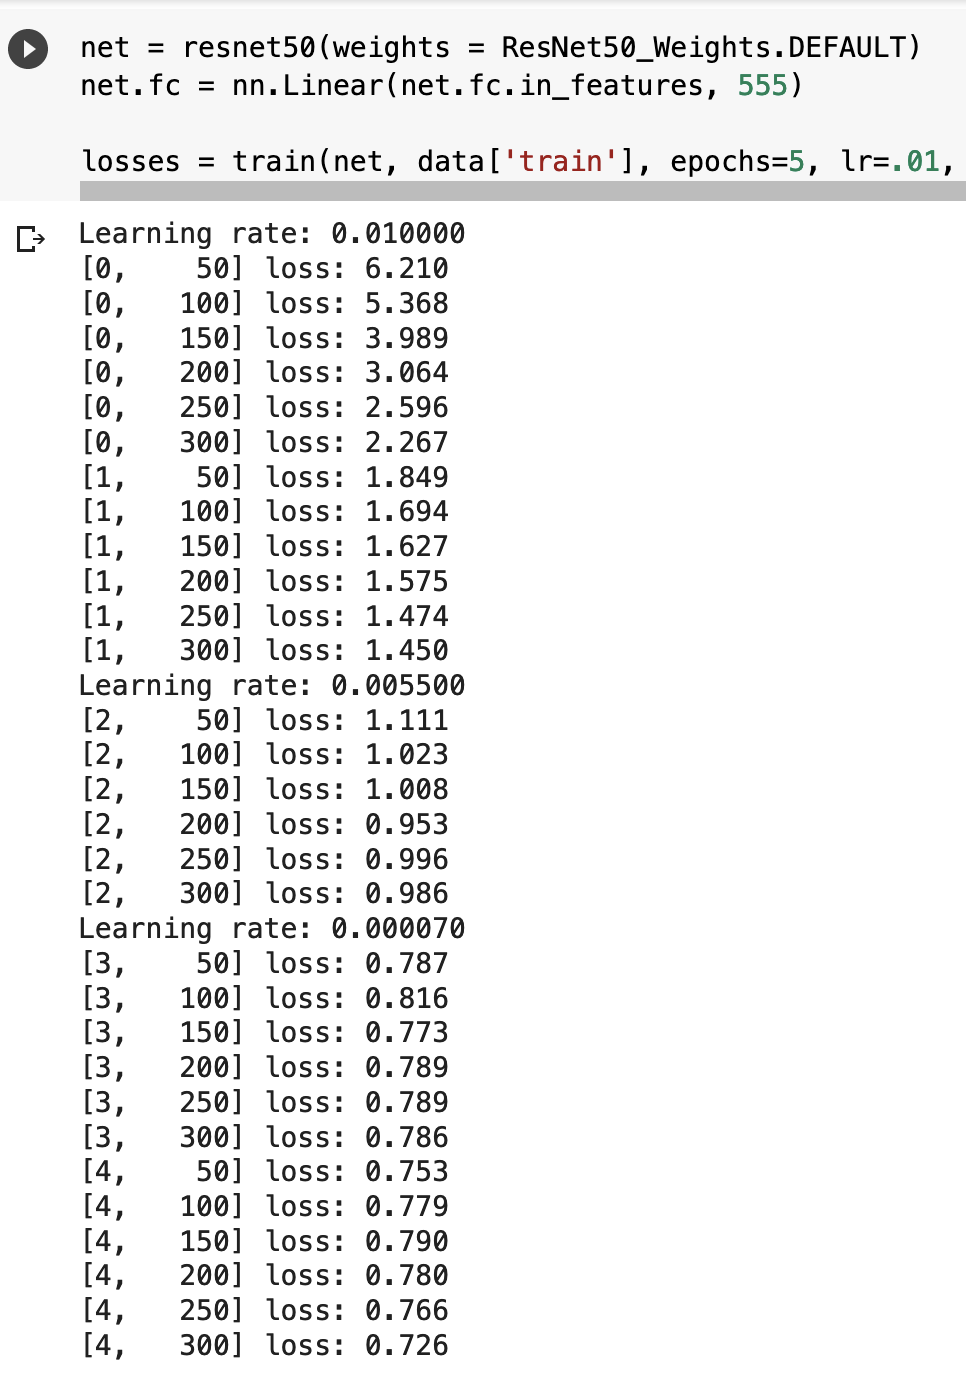 net = resnet50(weights = ResNet50_Weights.DEFAULT)
net.fc = nn.Linear(net.fc.in_features, 555)
losses = train(net, data['train'], epochs=5, lr=.01,
Learning rate: 0.010000
[0,    50] loss: 6.210
[0,   100] loss: 5.368
[0,   150] loss: 3.989
[0,   200] loss: 3.064
[0,   250] loss: 2.596
[0,   300] loss: 2.267
[1,    50] loss: 1.849
[1,   100] loss: 1.694
[1,   150] loss: 1.627
[1,   200] loss: 1.575
[1,   250] loss: 1.474
[1,   300] loss: 1.450
Learning rate: 0.005500
[2,    50] loss: 1.111
[2,   100] loss: 1.023
[2,   150] loss: 1.008
[2,   200] loss: 0.953
[2,   250] loss: 0.996
[2,   300] loss: 0.986
Learning rate: 0.000070
[3,    50] loss: 0.787
[3,   100] loss: 0.816
[3,   150] loss: 0.773
[3,   200] loss: 0.789
[3,   250] loss: 0.789
[3,   300] loss: 0.786
[4,    50] loss: 0.753
[4,   100] loss: 0.779
[4,   150] loss: 0.790
[4,   200] loss: 0.780
[4,   250] loss: 0.766
[4,   300] loss: 0.726